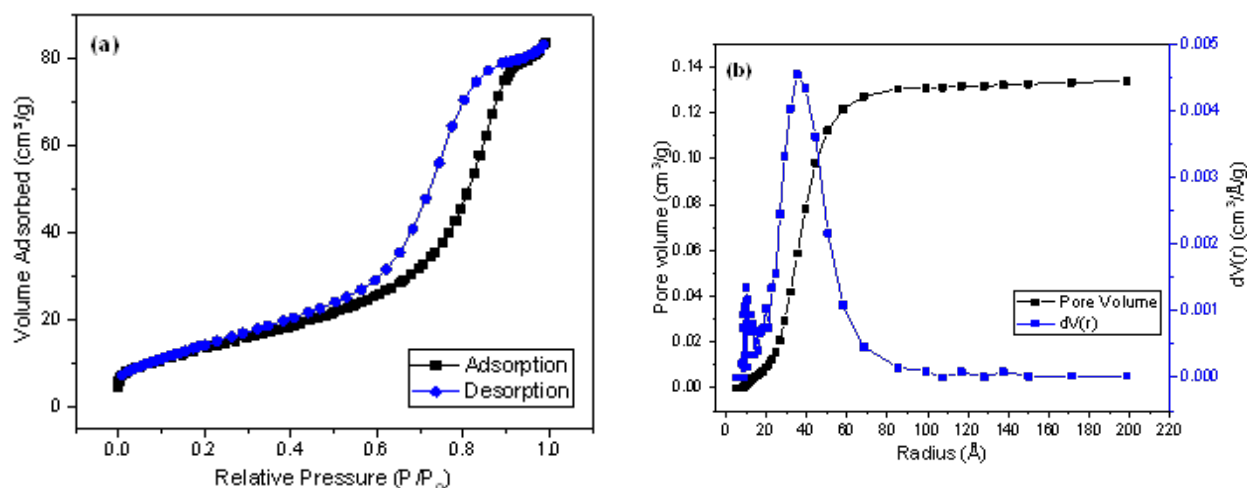 (a)
Volume Adsorbed (cm³/g)
80
60
40
20
0
Adsorption
Desorption
0.0 0.2 0.4 0.6 0.8 1.0
Relative Pressure (P/P₀)
(b)
Pore volume (cm³/g)
0.14
0.12
0.10
0.08
0.06
0.04
0.02
0.00
Pore Volume
dV(r)
0.005
0.004
0.003
0.002
0.001
0.000
dV(r) (cm³/Å/g)
0 20 40 60 80 100 120 140 160 180 200 220
Radius (Å)